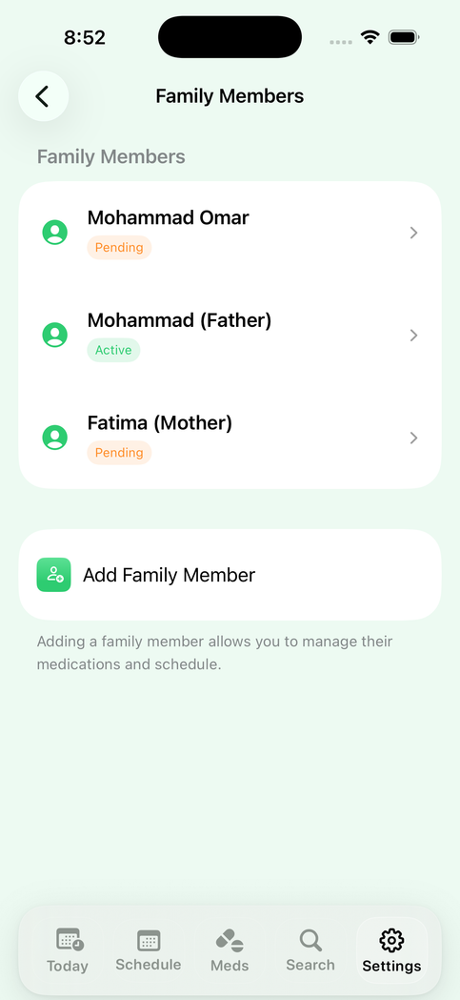 8:52
Family Members
Family Members
Mohammad Omar
Pending
Mohammad (Father)
Active
Fatima (Mother)
Pending
Add Family Member
Adding a family member allows you to manage their
medications and schedule.
Today
Schedule
Meds
Search
Settings